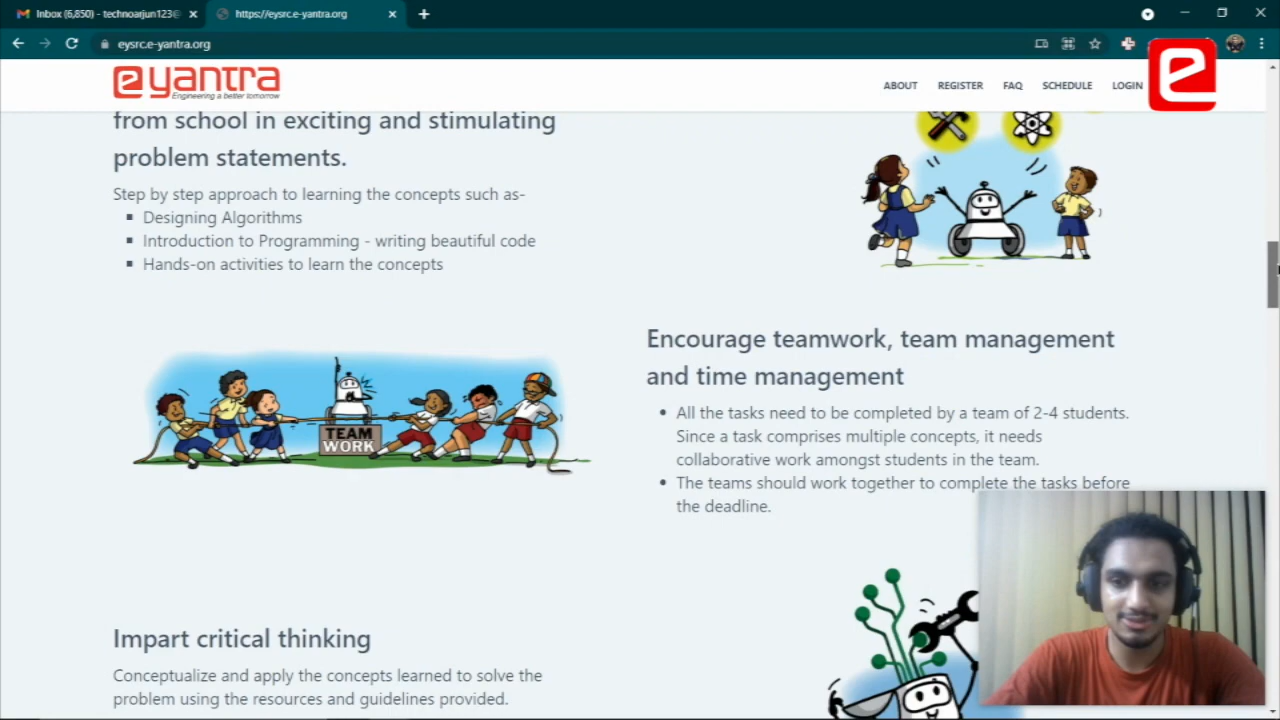 Inbox (6,850) - technoarjun123@
https://eysrc.e-yantra.org
eysrc.e-yantra.org
e yantra
Engineering a better tomorrow
ABOUT
REGISTER
FAQ
SCHEDULE
LOGIN
e
from school in exciting and stimulating
problem statements.
Step by step approach to learning the concepts such as-
Designing Algorithms
Introduction to Programming - writing beautiful code
Hands-on activities to learn the concepts
TEAM
WORK
Encourage teamwork, team management
and time management
All the tasks need to be completed by a team of 2-4 students.
Since a task comprises multiple concepts, it needs
collaborative work amongst students in the team.
The teams should work together to complete the tasks before
the deadline.
Impart critical thinking
Conceptualize and apply the concepts learned to solve the
problem using the resources and guidelines provided.